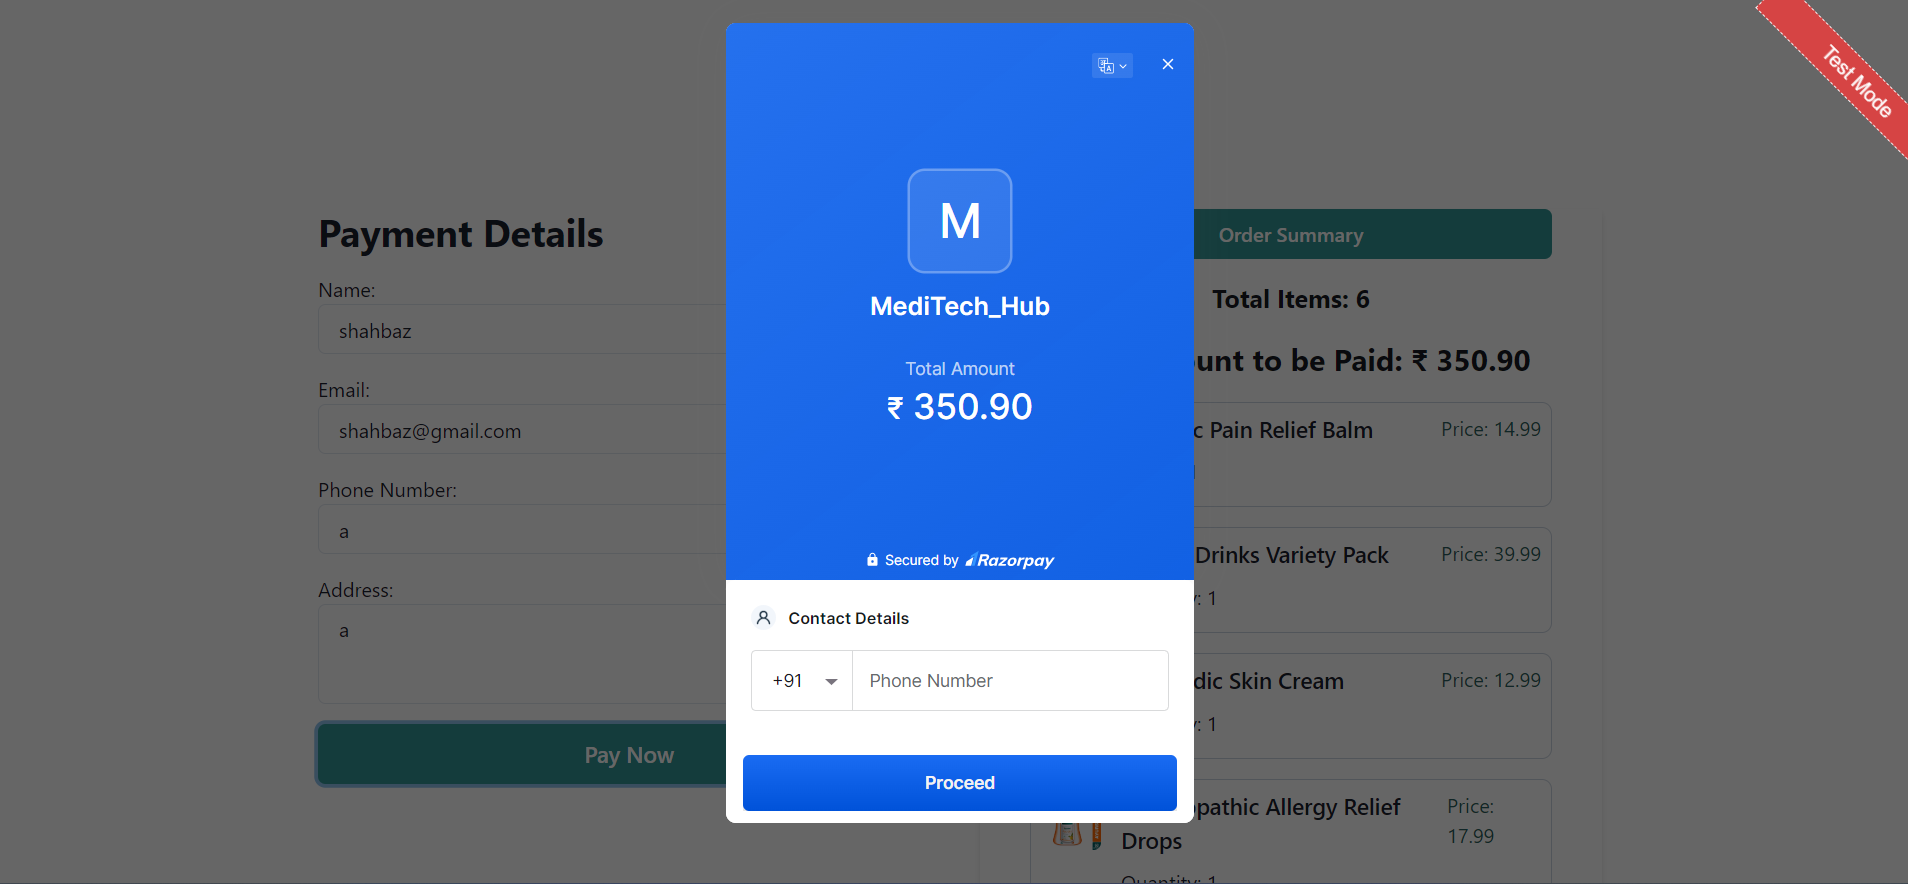 Test Mode
Payment Details
Name:
shahbaz
Email:
shahbaz@gmail.com
Phone Number:
a
Address:
a
Pay Now
M
MediTech_Hub
Total Amount
₹ 350.90
Secured by Razorpay
Contact Details
+91 Phone Number
Proceed
Order Summary
Total Items: 6
to be Paid: ₹ 350.90
Pain Relief Balm Price: 14.99
Drinks Variety Pack Price: 39.99
1
Skin Cream Price: 12.99
1
Allergy Relief Price:
Drops 17.99
Quantity: 1